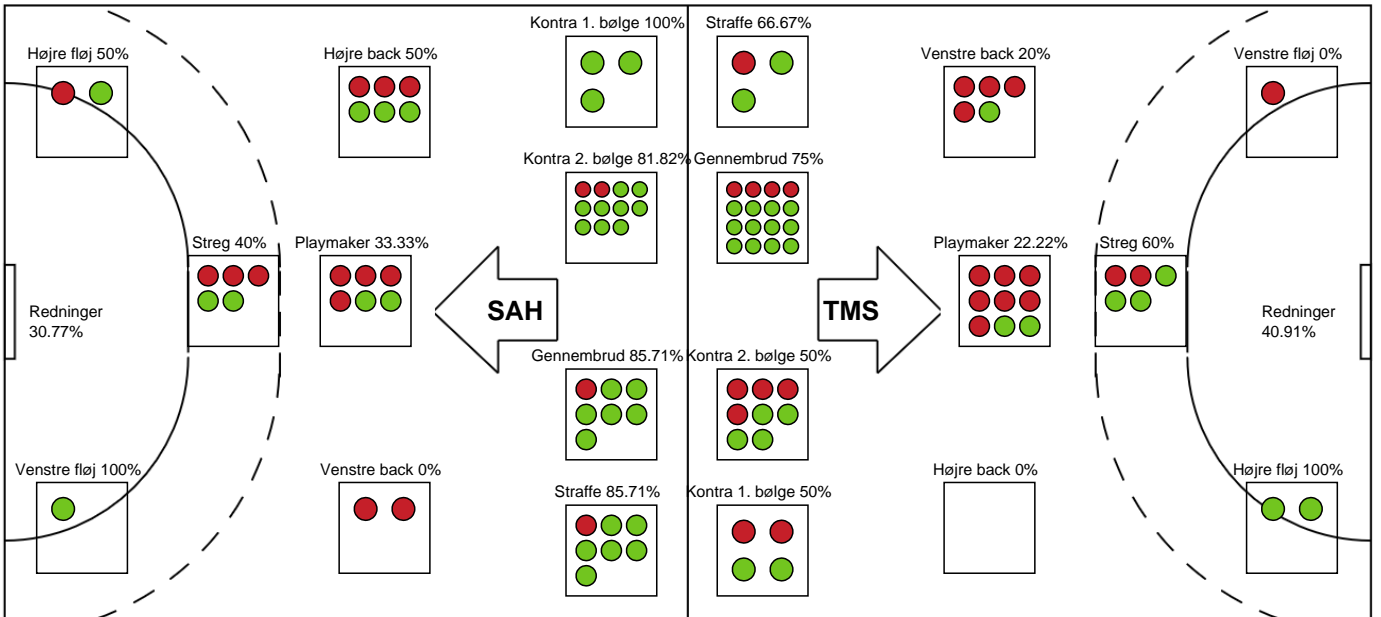 Kontra 1. bølge 100%
Straffe 66.67%
Højre fløj 50%
Højre back 50%
Venstre back 20%
Venstre fløj 0%
Kontra 2. bølge 81.82%
Gennembrud 75%
Streg 40%
Playmaker 33.33%
Playmaker 22.22%
Streg 60%
Redninger
30.77%
SAH
TMS
Redninger
40.91%
Gennembrud 85.71%
Kontra 2. bølge 50%
Venstre fløj 100%
Venstre back 0%
Højre back 0%
Højre fløj 100%
Straffe 85.71%
Kontra 1. bølge 50%